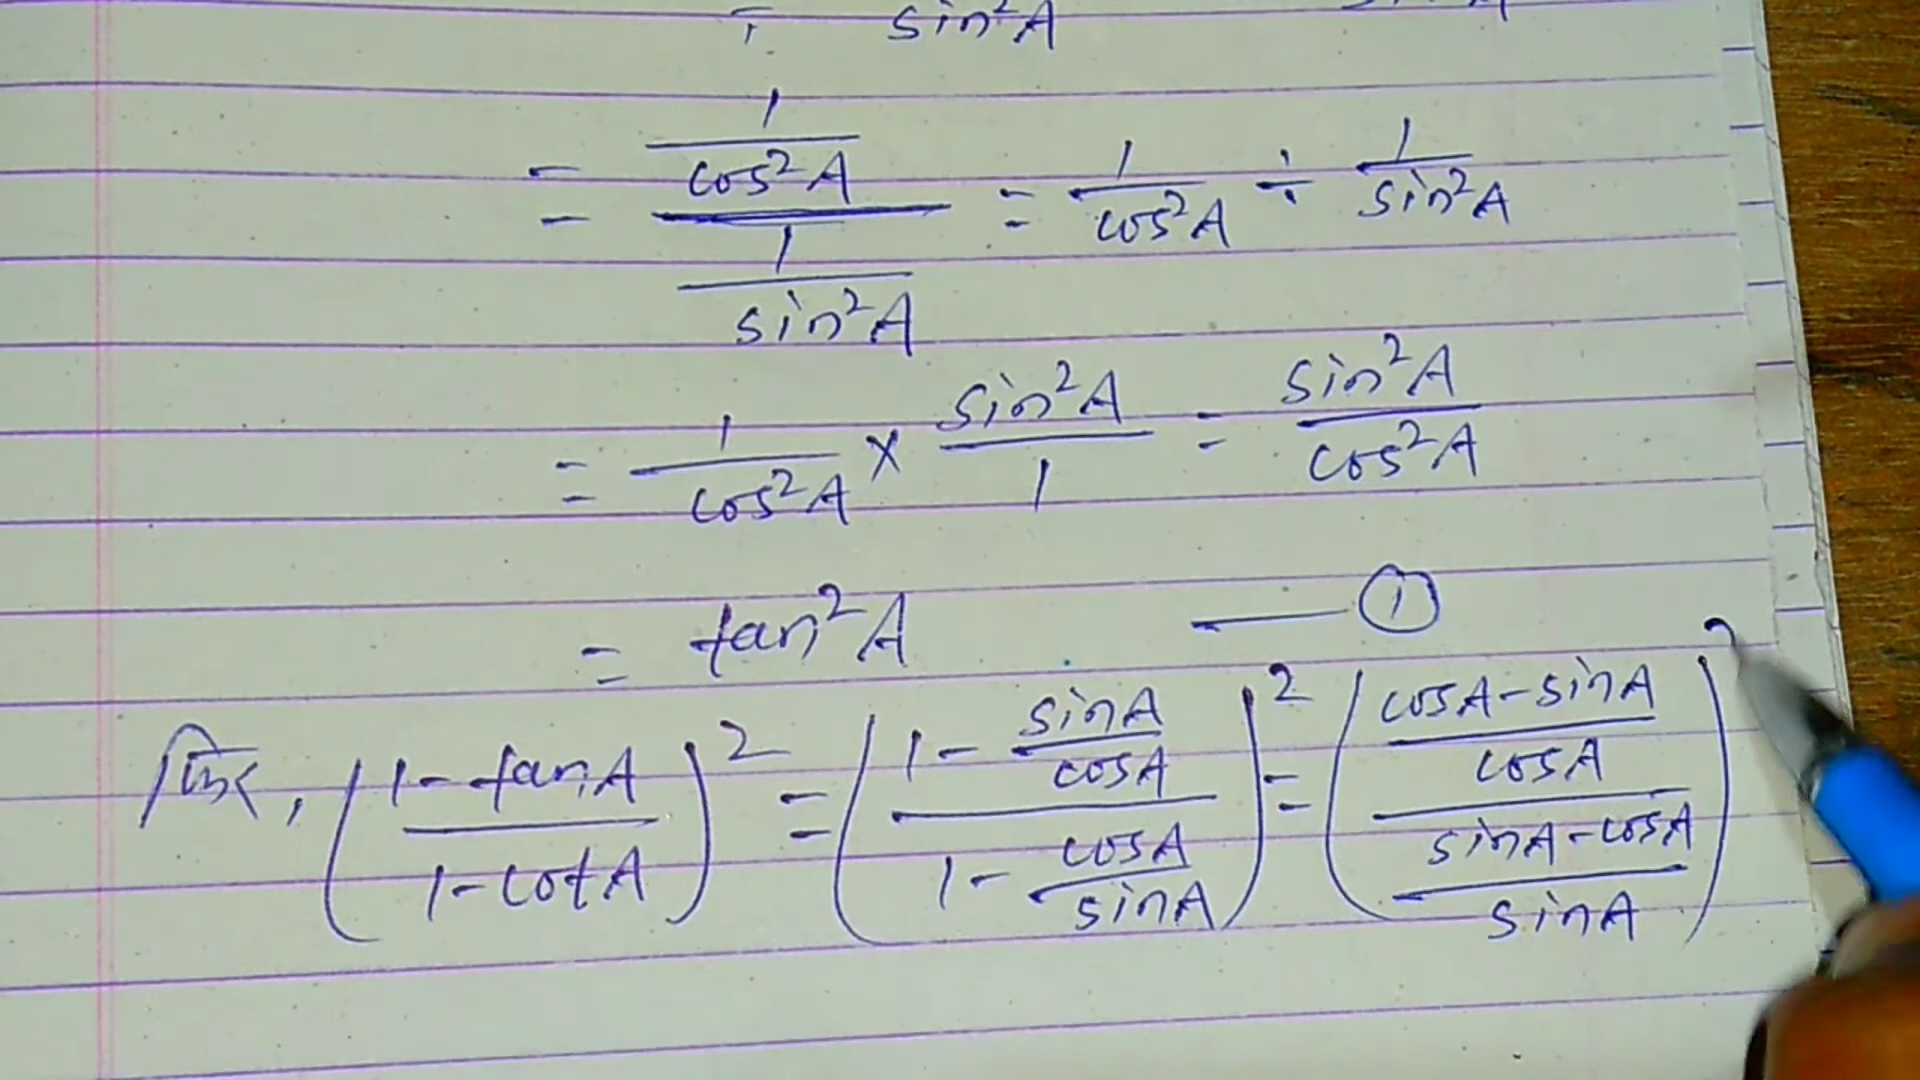 ÷ sin²A
= (1/cos²A)/(1/sin²A) = 1/cos²A ÷ 1/sin²A
= 1/cos²A × sin²A/1 = sin²A/cos²A
= tan²A —— ①
((1-tanA)/(1-cotA))² = ((1-sinA/cosA)/(1-cosA/sinA))² = (((cosA-sinA)/cosA)/((sinA-cosA)/sinA))²